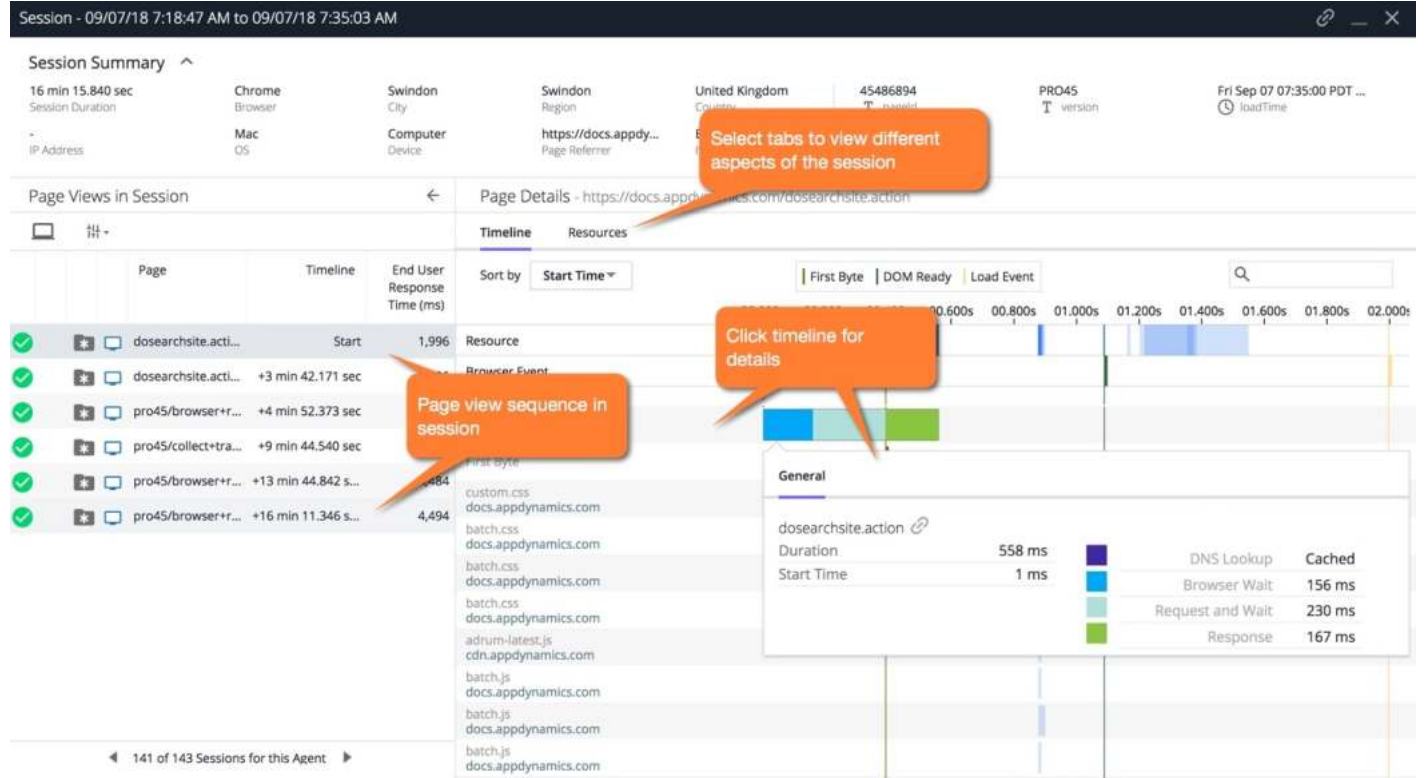 Session - 09/07/18 7:18:47 AM to 09/07/18 7:35:03 AM
Session Summary
16 min 15.840 sec Chrome Swindon Swindon United Kingdom 45486894 PRO45 Fri Sep 07 07:35:00 PDT ...
Session Duration Browser City Region Country pageId version loadTime
- Mac Computer https://docs.appdy...
IP Address OS Device Page Referrer
Select tabs to view different
aspects of the session
Page Views in Session Page Details - https://docs.appdynamics.com/dosearchsite.action
Timeline Resources
Page Timeline End User
Response
Time (ms)
Sort by Start Time First Byte DOM Ready Load Event
0.600s 00.800s 01.000s 01.200s 01.400s 01.600s 01.800s 02.000s
dosearchsite.acti... Start 1,996 Resource
Click timeline for
details
dosearchsite.acti... +3 min 42.171 sec Browser Event
pro45/browser+r... +4 min 52.373 sec
Page view sequence in
session
pro45/collect+tra... +9 min 44.540 sec
First Byte
pro45/browser+r... +13 min 44.842 s... ,484
pro45/browser+r... +16 min 11.346 s... 4,494
custom.css
docs.appdynamics.com
batch.css
docs.appdynamics.com
batch.css
docs.appdynamics.com
batch.css
docs.appdynamics.com
adrum-latest.js
cdn.appdynamics.com
batch.js
docs.appdynamics.com
batch.js
docs.appdynamics.com
batch.js
docs.appdynamics.com
General
dosearchsite.action
Duration 558 ms
Start Time 1 ms
DNS Lookup Cached
Browser Wait 156 ms
Request and Wait 230 ms
Response 167 ms
141 of 143 Sessions for this Agent